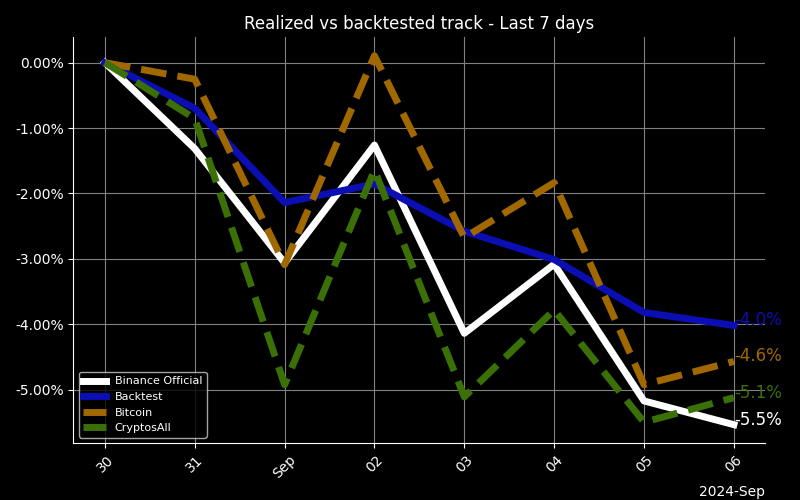 Realized vs backtested track - Last 7 days
0.00%
-1.00%
-2.00%
-3.00%
-4.00%
-5.00%
-4.0%
-4.6%
-5.1%
-5.5%
Binance Official
Backtest
Bitcoin
CryptosAll
30
31
Sep
02
03
04
05
06
2024-Sep